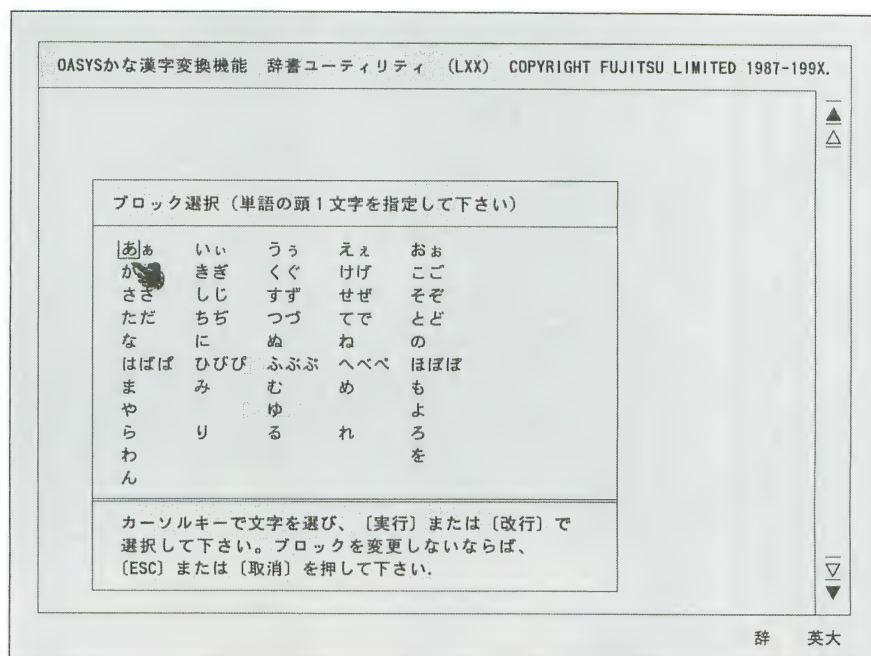 OASYSかな漢字変換機能　辞書ユーティリティ　(LXX)　COPYRIGHT FUJITSU LIMITED 1987-199X.
ブロック選択（単語の頭1文字を指定して下さい）
あぁ　いぃ　うぅ　えぇ　おぉ
か　きぎ　くぐ　けげ　こご
さざ　しじ　すず　せぜ　そぞ
ただ　ちぢ　つづ　てで　とど
な　に　ぬ　ね　の
はばぱ　ひびぴ　ふぶぷ　へべぺ　ほぼぽ
ま　み　む　め　も
や　ゆ　よ
ら　り　る　れ　ろ
わ　を
ん
カーソルキーで文字を選び、〔実行〕または〔改行〕で
選択して下さい。ブロックを変更しないならば、
〔ESC〕または〔取消〕を押して下さい.
辞　英大